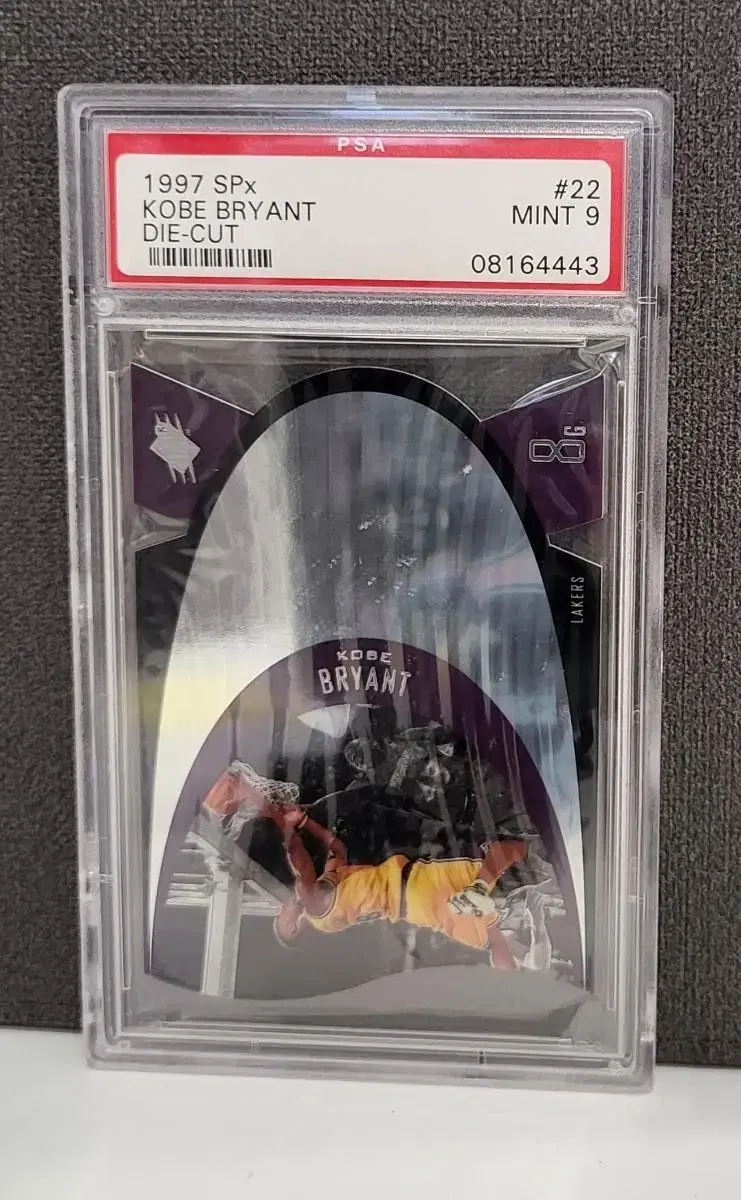 PSA
1997 SPx #22
KOBE BRYANT MINT 9
DIE-CUT
08164443
8 G
LAKERS
KOBE
BRYANT